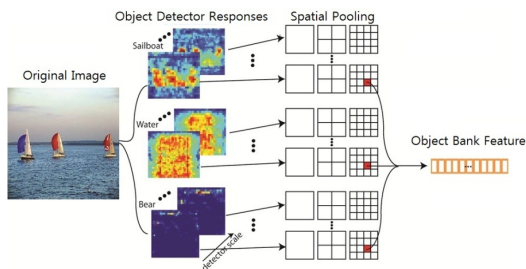 Object Detector Responses
Spatial Pooling
Sailboat
Original Image
Water
Object Bank Feature
Bear
detector scale